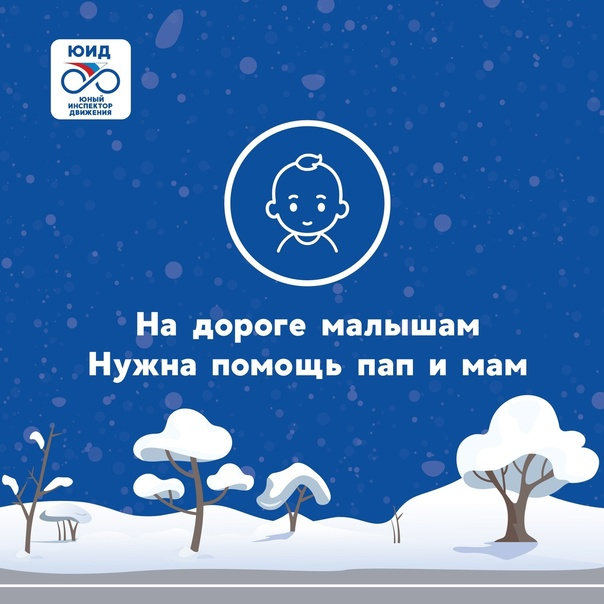 ЮИД
ЮНЫЙ
ИНСПЕКТОР
ДВИЖЕНИЯ
На дороге малышам
Нужна помощь пап и мам